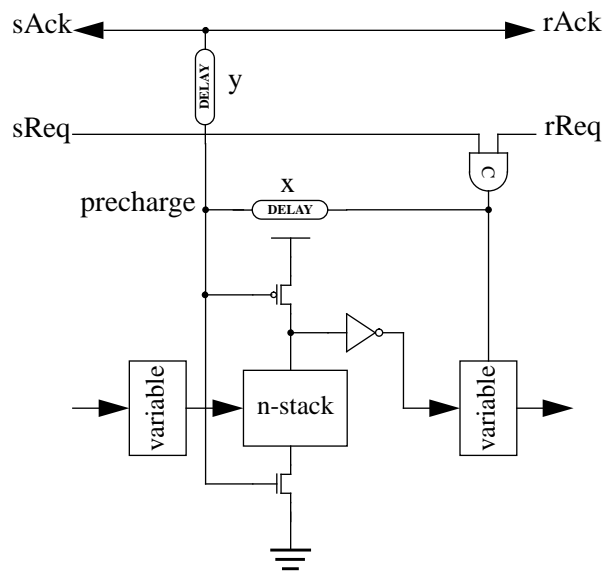 sAck
rAck
DELAY
y
sReq
rReq
C
x
precharge
DELAY
variable
n-stack
variable